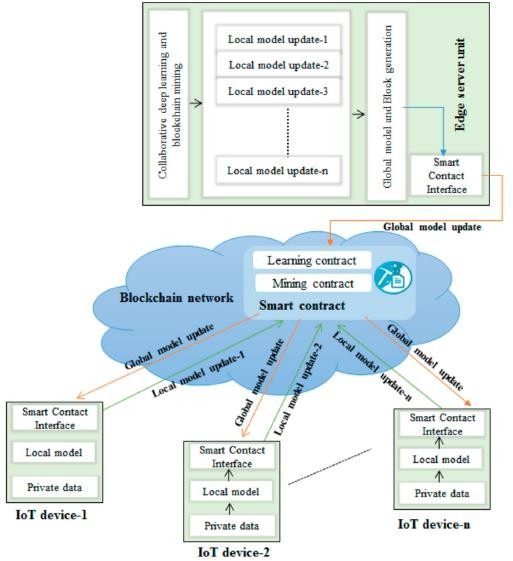 Collaborative deep learning and
blockchain mining
Local model update-1
Local model update-2
Local model update-3
Local model update-n
Global model and Block generation
Edge server unit
Smart
Contact
Interface
Global model update
Learning contract
Mining contract
Smart contract
Blockchain network
Global model update
Local model update-1
Global model update
Local model update-2
Local model update-n
Global model update
Smart Contact
Interface
Local model
Private data
IoT device-1
Smart Contact
Interface
Local model
Private data
IoT device-2
Smart Contact
Interface
Local model
Private data
IoT device-n